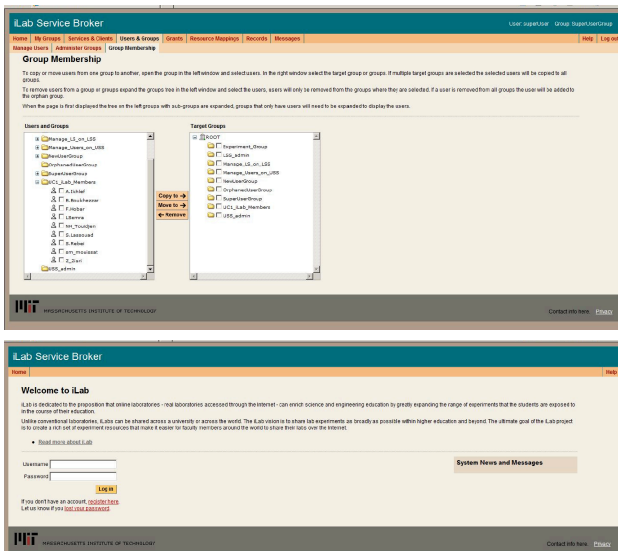 iLab Service Broker
User: superUser Group: SuperUserGroup
Home My Groups Services & Clients Users & Groups Grants Resource Mappings Records Messages Help Log out
Manage Users Administer Groups Group Membership
Group Membership
To copy or move users from one group to another, open the group in the left window and select users. In the right window select the target group or groups. If multiple target groups are selected the selected users will be copied to all
groups.
To remove users from a group or groups expand the groups tree in the left window and select the users, users will only be removed from the groups where they are selected. If a user is removed from all groups the user will be added to
the orphan group.
When the page is first displayed the tree on the left groups with sub-groups are expanded, groups that only have users will need to be expanded to display the users.
Users and Groups Target Groups
Manage_LS_on_LSS
Manage_Users_on_USS
NewUserGroup
OrphanedUserGroup
SuperUserGroup
UC1_iLab_Members
F.Hobar
S.Lassoued
S.Rebei
sm_mouissat
USS_admin
Copy to
Move to
Remove
ROOT
Experiment_Group
LSS_admin
Manage_LS_on_LSS
Manage_Users_on_USS
NewUserGroup
OrphanedUserGroup
SuperUserGroup
UC1_iLab_Members
USS_admin
MASSACHUSETTS INSTITUTE OF TECHNOLOGY
Contact info here. Privacy
iLab Service Broker
Home Help
Welcome to iLab
iLab is dedicated to the proposition that online laboratories - real laboratories accessed through the Internet - can enrich science and engineering education by greatly expanding the range of experiments that the students are exposed to
in the course of their education.
Unlike conventional laboratories, iLabs can be shared across a university or across the world. The iLab vision is to share lab experiments as broadly as possible within higher education and beyond. The ultimate goal of the iLab project
is to create a rich set of experiment resources that make it easier for faculty members around the world to share their labs over the Internet.
Read more about iLab
Username
Password
Log in
System News and Messages
If you don't have an account, register here.
Let us know if you lost your password.
MASSACHUSETTS INSTITUTE OF TECHNOLOGY
Contact info here. Privacy